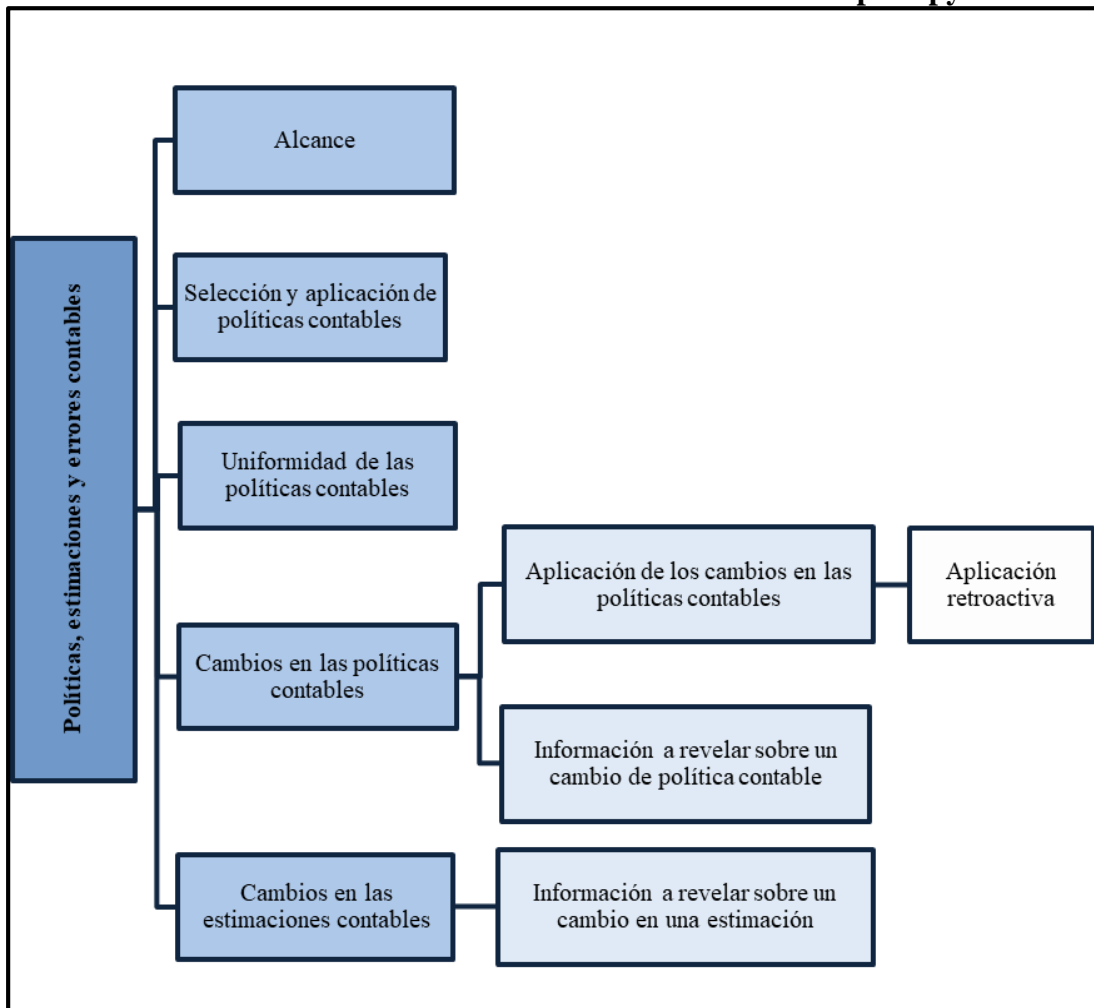 Políticas, estimaciones y errores contables
Alcance
Selección y aplicación de
políticas contables
Uniformidad de las
políticas contables
Cambios en las políticas
contables
Aplicación de los cambios en las
políticas contables
Aplicación
retroactiva
Información a revelar sobre un
cambio de política contable
Cambios en las
estimaciones contables
Información a revelar sobre un
cambio en una estimación